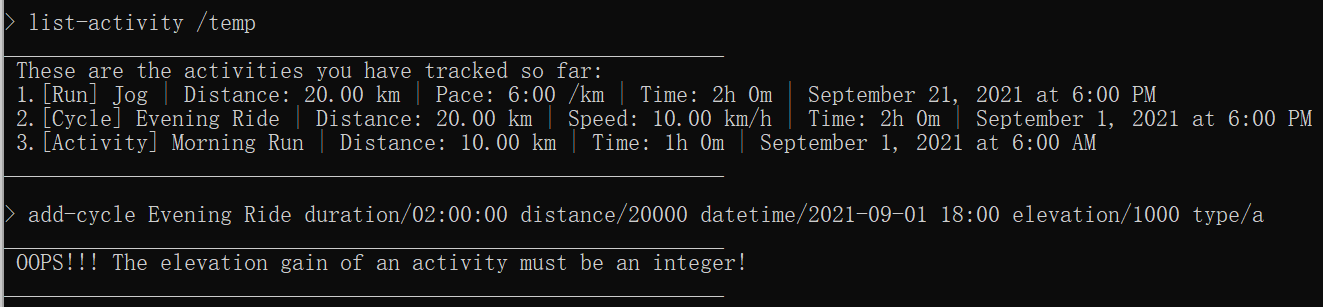 > list-activity /temp
These are the activities you have tracked so far:
1.[Run] Jog | Distance: 20.00 km | Pace: 6:00 /km | Time: 2h 0m | September 21, 2021 at 6:00 PM
2.[Cycle] Evening Ride | Distance: 20.00 km | Speed: 10.00 km/h | Time: 2h 0m | September 1, 2021 at 6:00 PM
3.[Activity] Morning Run | Distance: 10.00 km | Time: 1h 0m | September 1, 2021 at 6:00 AM
> add-cycle Evening Ride duration/02:00:00 distance/20000 datetime/2021-09-01 18:00 elevation/1000 type/a
OOPS!!! The elevation gain of an activity must be an integer!